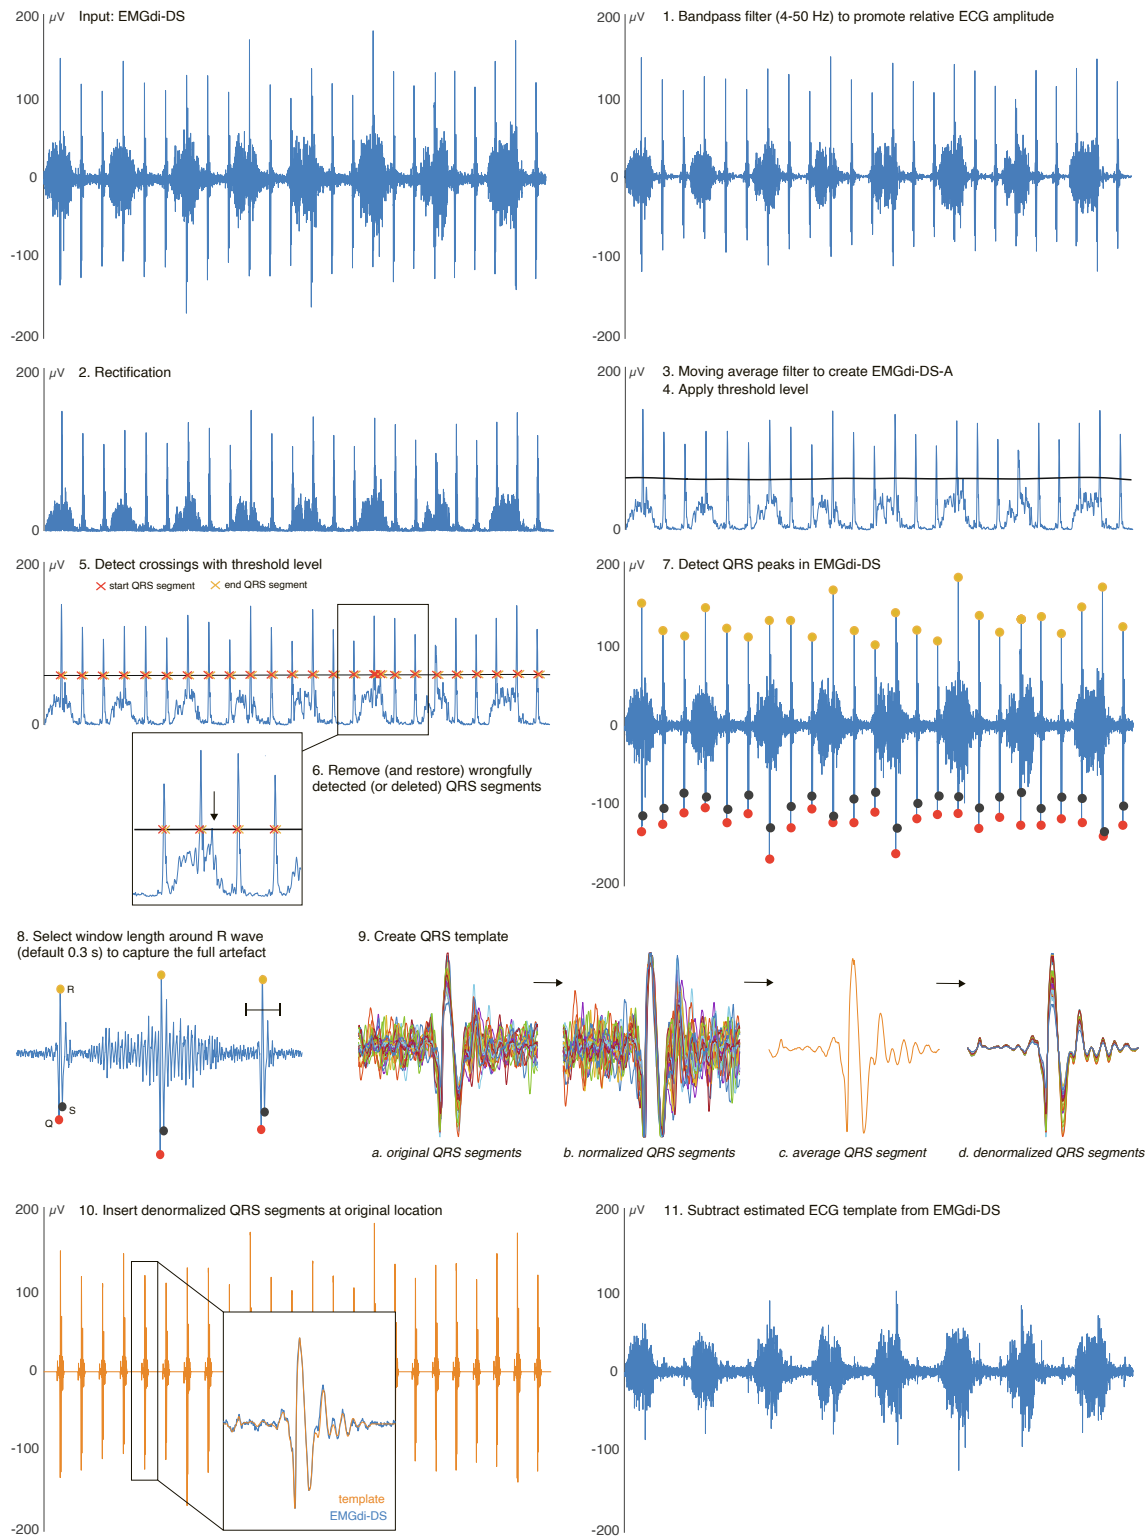 200 µV Input: EMGdi-DS
100
0
-100
-200
200 µV 1. Bandpass filter (4-50 Hz) to promote relative ECG amplitude
100
0
-100
-200
200 µV 2. Rectification
0
200 µV 3. Moving average filter to create EMGdi-DS-A
4. Apply threshold level
0
200 µV 5. Detect crossings with threshold level
start QRS segment end QRS segment
0
6. Remove (and restore) wrongfully
detected (or deleted) QRS segments
200 µV 7. Detect QRS peaks in EMGdi-DS
100
0
-100
-200
8. Select window length around R wave
(default 0.3 s) to capture the full artefact
R
S
Q
9. Create QRS template
a. original QRS segments
b. normalized QRS segments
c. average QRS segment
d. denormalized QRS segments
200 µV 10. Insert denormalized QRS segments at original location
100
0
-100
-200
template
EMGdi-DS
200 µV 11. Subtract estimated ECG template from EMGdi-DS
100
0
-100
-200